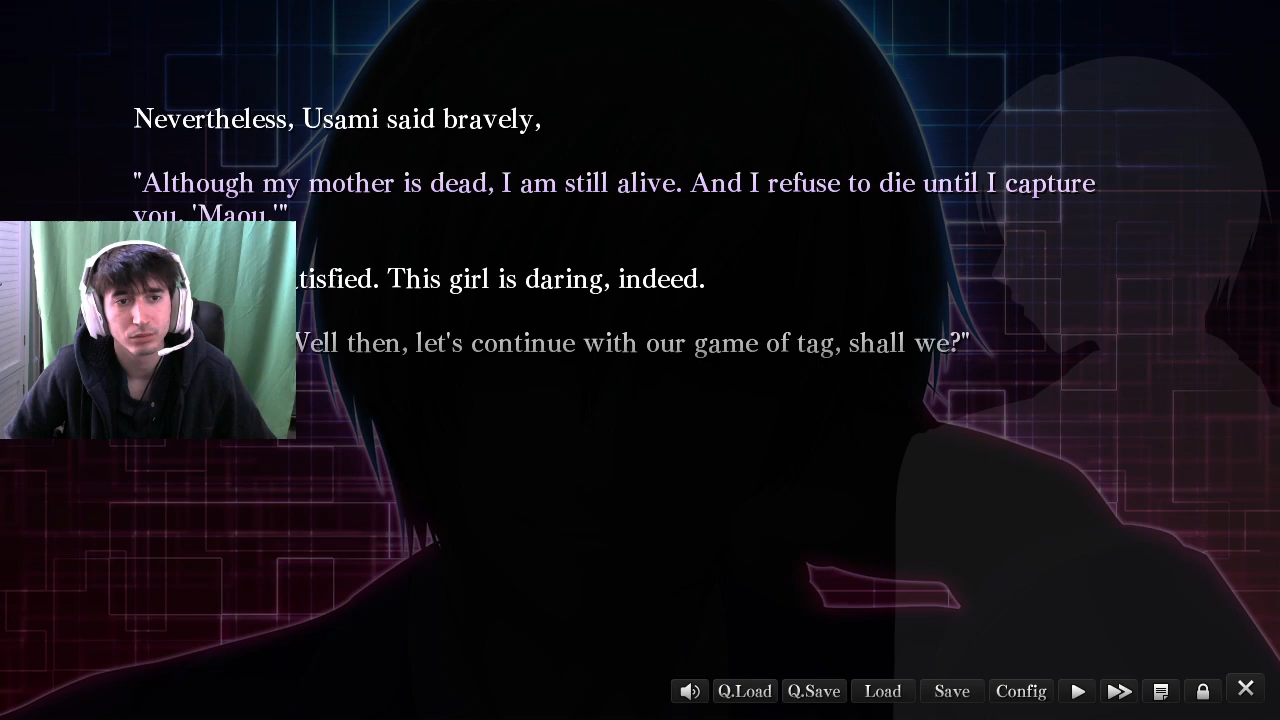 Nevertheless, Usami said bravely,
"Although my mother is dead, I am still alive. And I refuse to die until I capture
you, 'Maou.'"
This girl is daring, indeed.
then, let's continue with our game of tag, shall we?"
Q.Load Q.Save Load Save Config